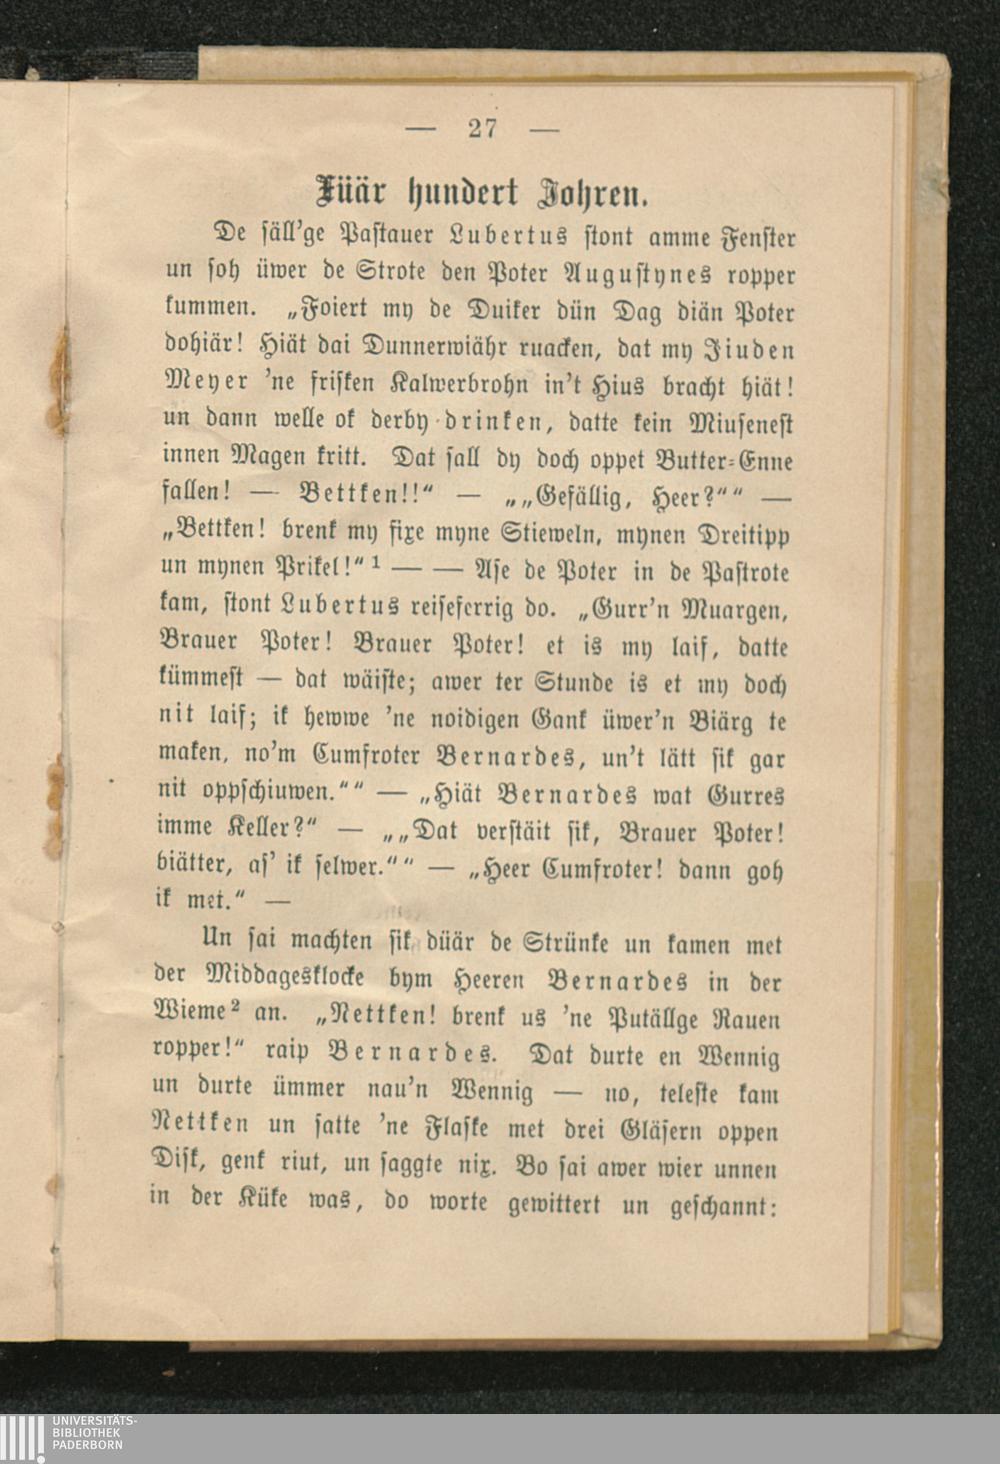 — 27 —
Füär hundert Johren.
De säll'ge Pastauer Lubertus stont amme Fenster
un soh üwer de Strote den Poter Augustynes ropper
kummen. „Foiert my de Duiker dün Dag diän Poter
dohiär! Hiät dai Dunnerwiähr ruacken, dat my Jiuden
Meyer 'ne frisken Kalwerbrohn in't Hius bracht hiät!
un dann welle ok derby drinken, datte kein Miusenest
innen Magen kritt. Dat sall dy doch oppet Butter-Enne
fallen! — Bettken!!“ — „„Gefällig, Heer?““ —
„Bettken! brenk my fixe myne Stieweln, mynen Dreitipp
un mynen Prikel!“ ¹ — — Ase de Poter in de Pastrote
kam, stont Lubertus reiseferrig do. „Gurr'n Muargen,
Brauer Poter! Brauer Poter! et is my laif, datte
kümmest — dat wäiste; awer ter Stunde is et my doch
nit laif; ik hewwe 'ne noidigen Gank üwer'n Biärg te
maken, no'm Cumfroter Bernardes, un't lätt sik gar
nit oppschiuwen.““ — „Hiät Bernardes wat Gurres
imme Keller?“ — „„Dat verstäit sik, Brauer Poter!
biätter, as' ik selwer.““ — „Heer Cumfroter! dann goh
ik met.“ —
Un sai machten sik düär de Strünke un kamen met
der Middagesklocke bym Heeren Bernardes in der
Wieme² an. „Nettken! brenk us 'ne Putällge Rauen
ropper!“ raip Bernardes. Dat durte en Wennig
un durte ümmer nau'n Wennig — no, teleste kam
Nettken un satte 'ne Flaske met drei Gläsern oppen
Disk, genk riut, un saggte nix. Bo sai awer wier unnen
in der Küke was, do worte gewittert un geschannt:
UNIVERSITÄTS-
BIBLIOTHEK
PADERBORN